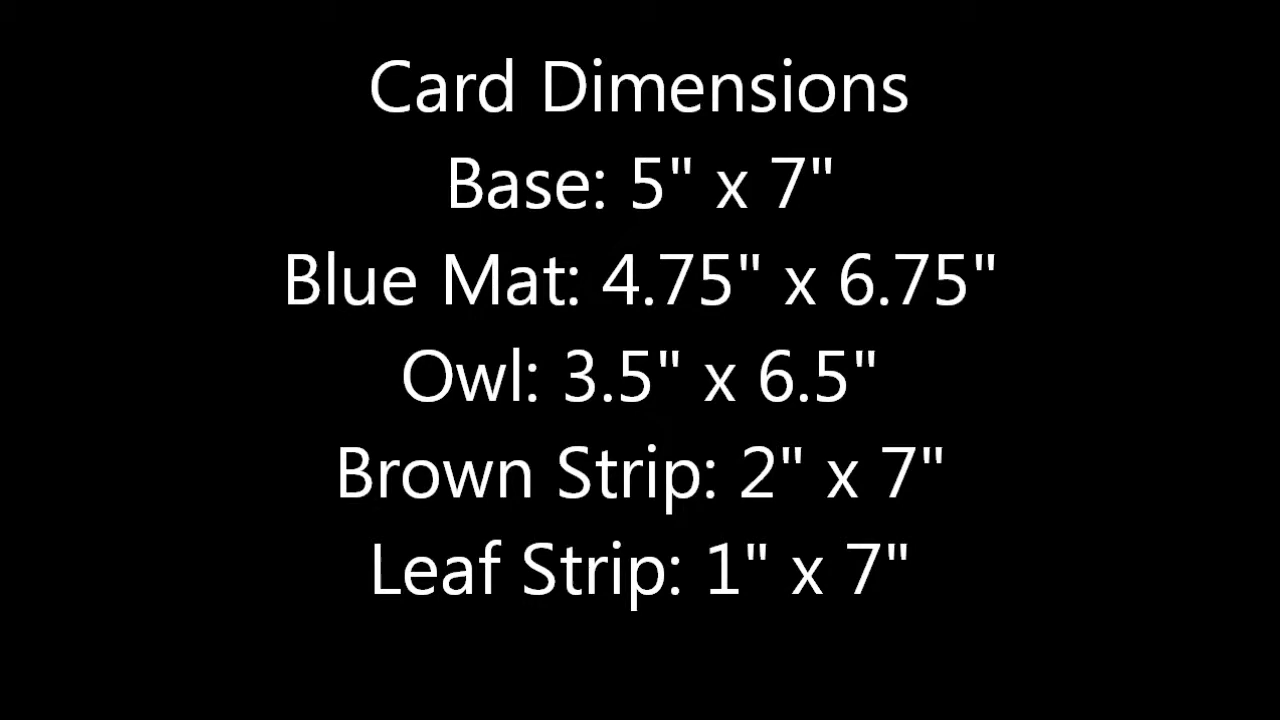 Card Dimensions
Base: 5" x 7"
Blue Mat: 4.75" x 6.75"
Owl: 3.5" x 6.5"
Brown Strip: 2" x 7"
Leaf Strip: 1" x 7"